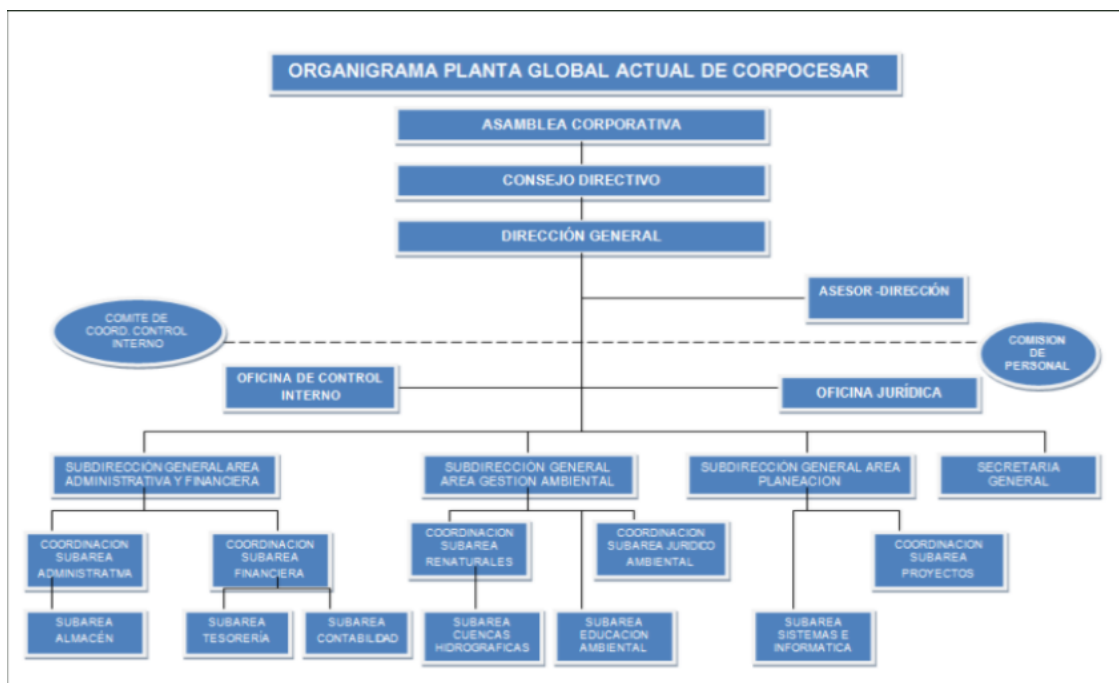 ORGANIGRAMA PLANTA GLOBAL ACTUAL DE CORPOCESAR
ASAMBLEA CORPORATIVA
CONSEJO DIRECTIVO
DIRECCIÓN GENERAL
ASESOR -DIRECCIÓN
COMITE DE
COORD. CONTROL
INTERNO
COMISION
DE
PERSONAL
OFICINA DE CONTROL
INTERNO
OFICINA JURÍDICA
SUBDIRECCIÓN GENERAL AREA
ADMINISTRATIVA Y FINANCIERA
SUBDIRECCIÓN GENERAL
AREA GESTIÓN AMBIENTAL
SUBDIRECCIÓN GENERAL AREA
PLANEACION
SECRETARIA
GENERAL
COORDINACION
SUBAREA
ADMINISTRATIVA
COORDINACION
SUBAREA
FINANCIERA
COORDINACION
SUBAREA
RENATURALES
COORDINACION
SUBAREA JURIDICO
AMBIENTAL
COORDINACION
SUBAREA
PROYECTOS
SUBAREA
ALMACÉN
SUBAREA
TESORERÍA
SUBAREA
CONTABILIDAD
SUBAREA
CUENCAS
HIDROGRAFICAS
SUBAREA
EDUCACION
AMBIENTAL
SUBAREA
SISTEMAS E
INFORMATICA